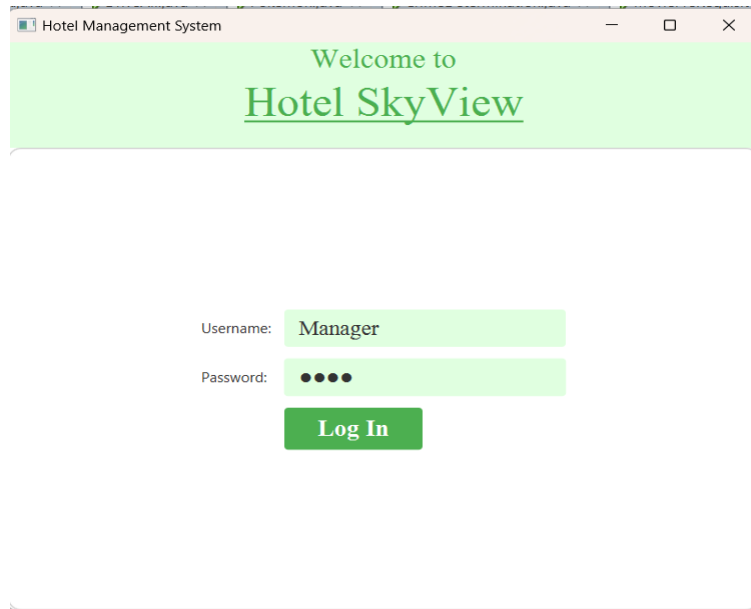 Hotel Management System
Welcome to
Hotel SkyView
Username: Manager
Password: ●●●●
Log In